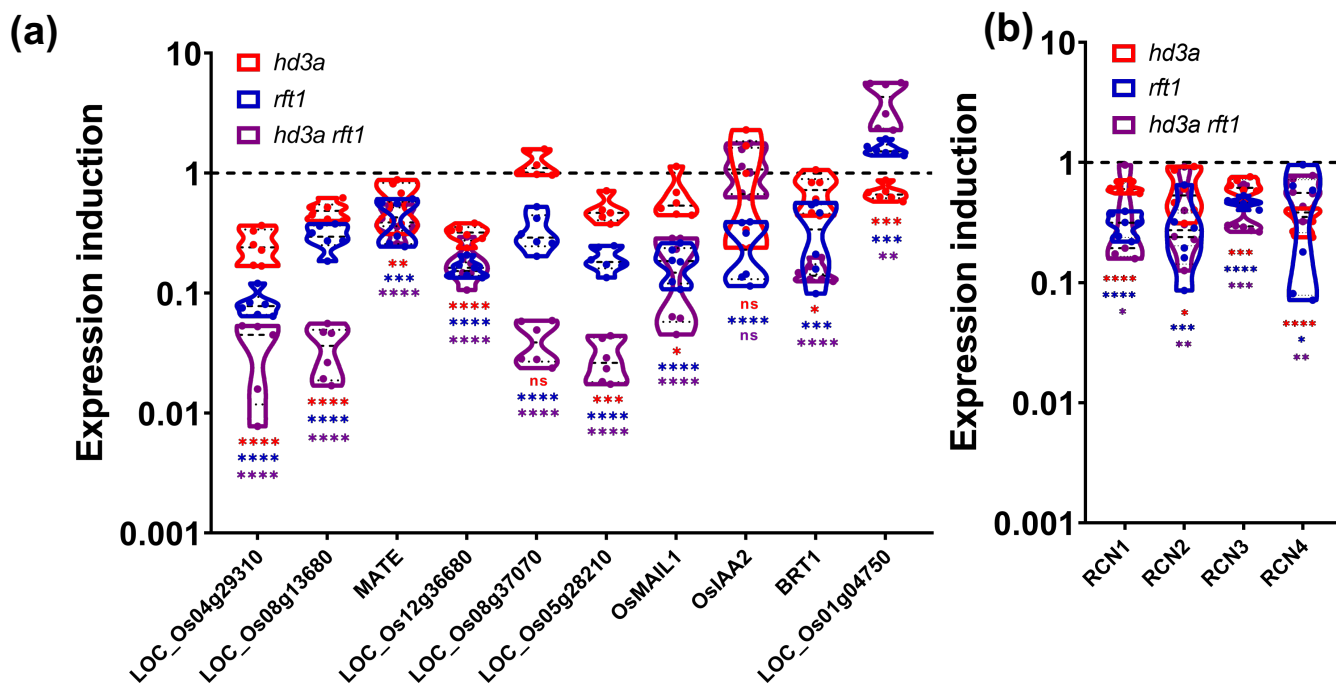 (a)
Expression induction
10
1
0.1
0.01
0.001
hd3a
rft1
hd3a rft1
****
****
****
****
****
****
**
***
****
****
****
****
ns
****
****
***
****
****
*
****
****
ns
****
ns
*
***
****
***
***
**
LOC_Os04g29310
LOC_Os08g13680
MATE
LOC_Os12g36680
LOC_Os08g37070
LOC_Os05g28210
OsMAIL1
OsIAA2
BRT1
LOC_Os01g04750
(b)
Expression induction
10
1
0.1
0.01
0.001
hd3a
rft1
hd3a rft1
****
****
*
*
***
**
***
****
***
****
*
**
RCN1
RCN2
RCN3
RCN4